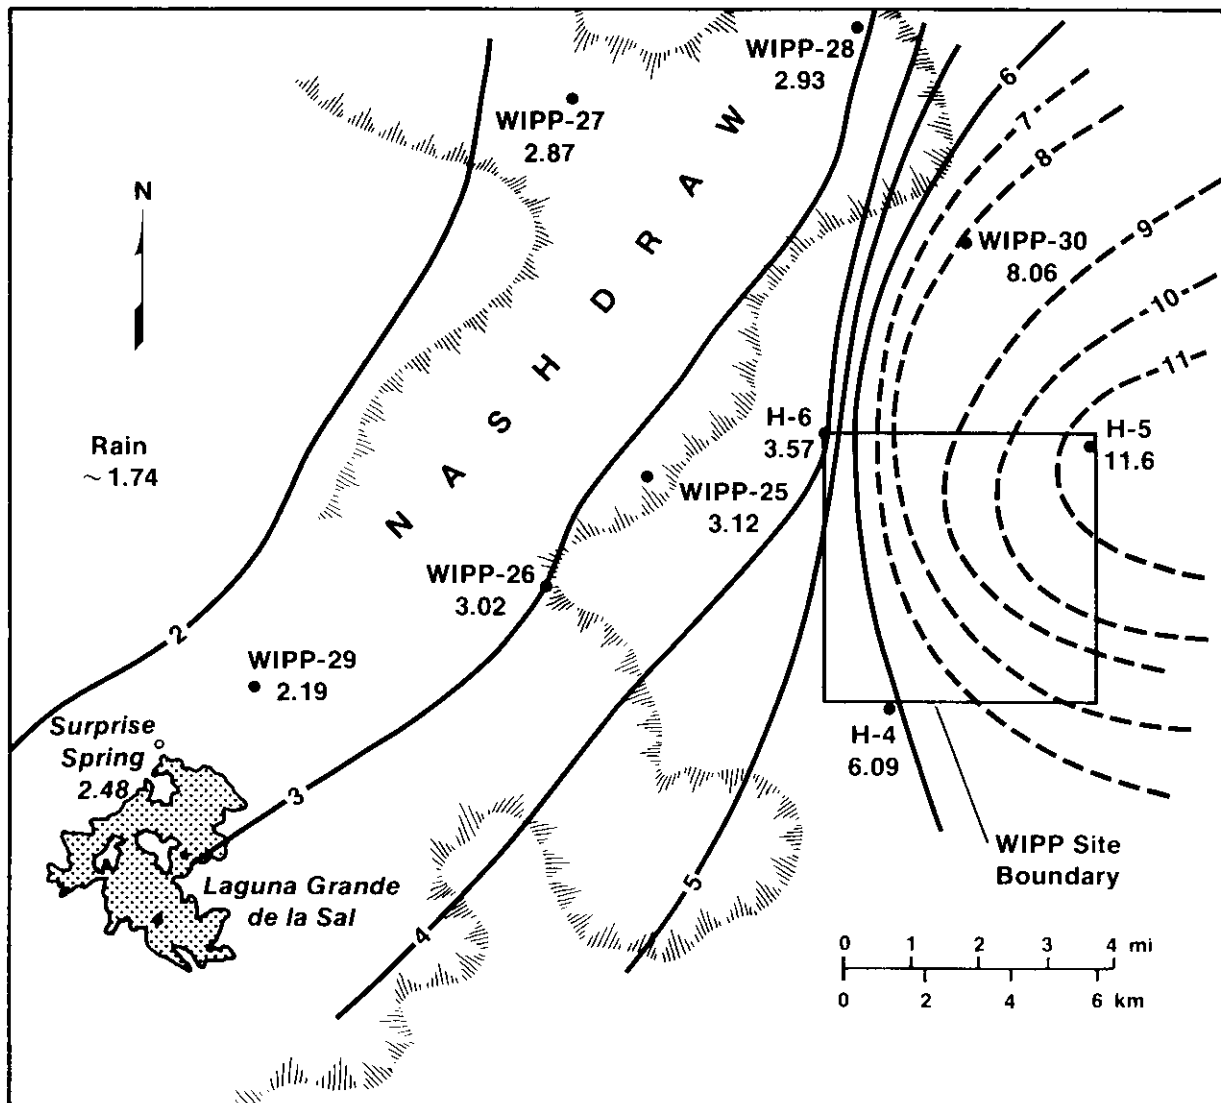 WIPP-28
2.93
WIPP-27
2.87
6
7
8
9
10
11
N
WIPP-30
8.06
NASH DRAW
Rain
~ 1.74
H-6
3.57
H-5
11.6
WIPP-25
3.12
WIPP-26
3.02
2
WIPP-29
2.19
Surprise
Spring
2.48
H-4
6.09
3
4
5
WIPP Site
Boundary
Laguna Grande
de la Sal
0 1 2 3 4 mi
0 2 4 6 km